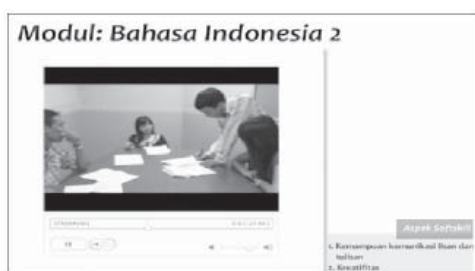 Modul: Bahasa Indonesia 2
Aspek Softskill
1. Kemampuan komunikasi lisan dan
tulisan
2. Kreatifitas